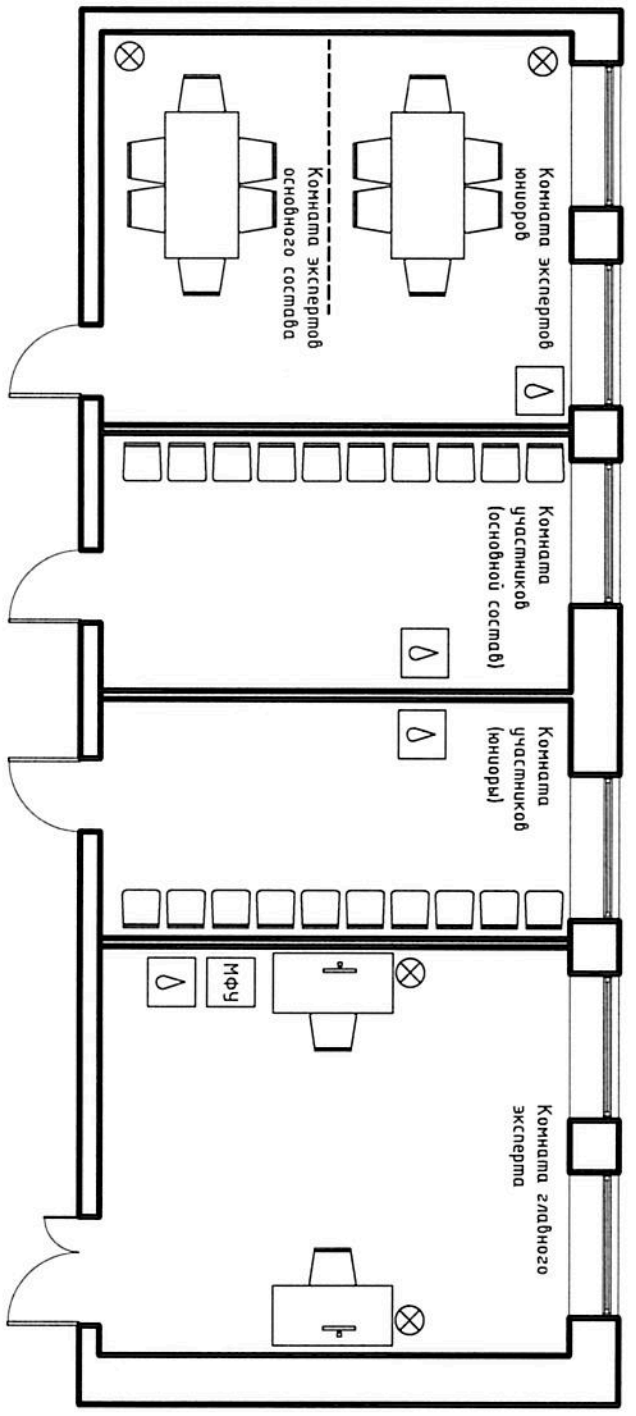 Комната экспертов
юниоров
Комната экспертов
основного состава
Комната
участников
(основной состав)
Комната
участников
(юниоры)
МФУ
Комната главного
эксперта